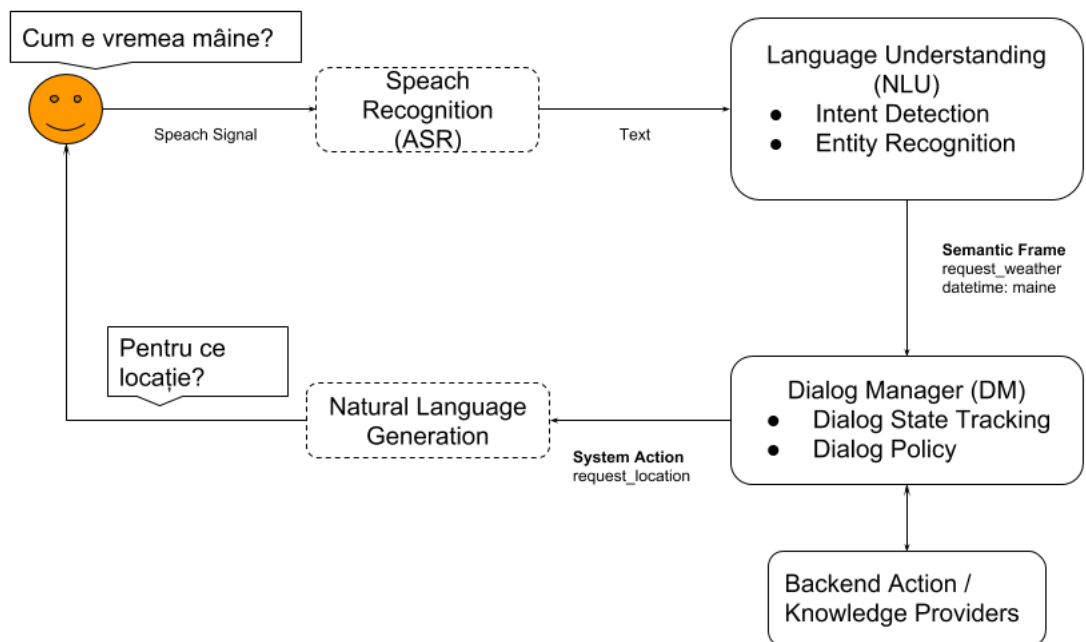 Cum e vremea mâine?
Speach
Recognition
(ASR)
Speach Signal
Text
Language Understanding
(NLU)
● Intent Detection
● Entity Recognition
Semantic Frame
request_weather
datetime: maine
Dialog Manager (DM)
● Dialog State Tracking
● Dialog Policy
Backend Action /
Knowledge Providers
System Action
request_location
Natural Language
Generation
Pentru ce
locație?